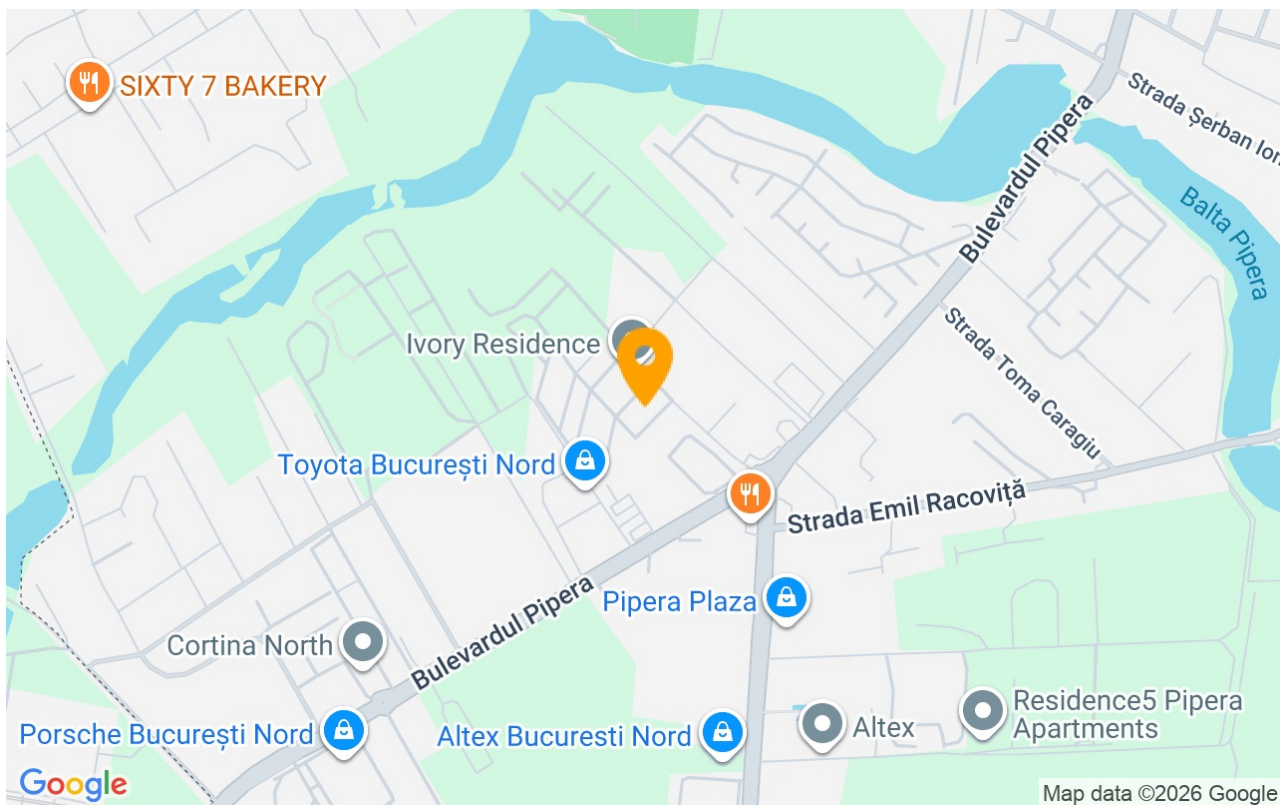 SIXTY 7 BAKERY
Strada Șerban Ion
Bulevardul Pipera
Balta Pipera
Ivory Residence
Strada Toma Caragiu
Toyota București Nord
Strada Emil Racoviță
Bulevardul Pipera
Pipera Plaza
Cortina North
Porsche București Nord
Altex Bucuresti Nord
Altex
Residence5 Pipera
Apartments
Google
Map data ©2026 Google